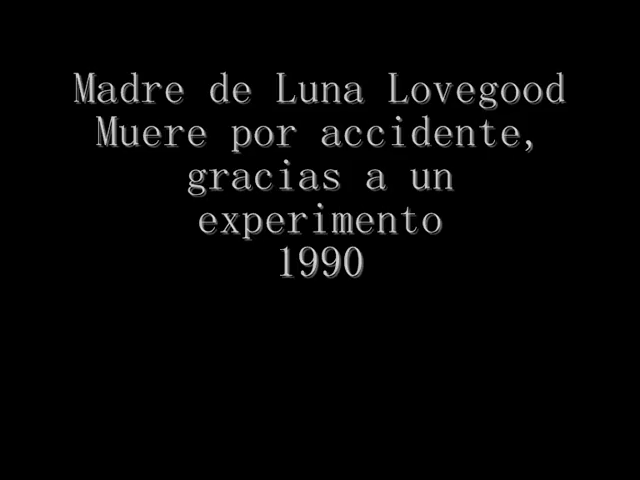 Madre de Luna Lovegood
Muere por accidente,
gracias a un
experimento
1990